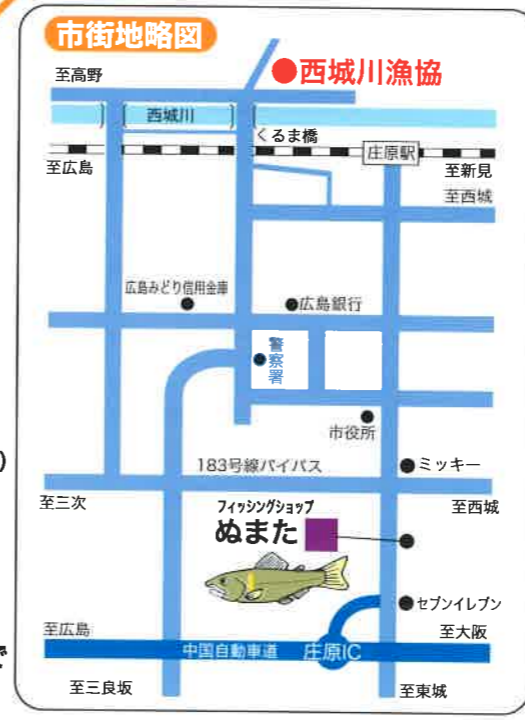 市街地略図
●西城川漁協
至高野
西城川
くるま橋
庄原駅
至広島
至新見
至西城
広島みどり信用金庫
●広島銀行
警察署
市役所
183号線バイパス
●ミッキー
至三次
至西城
フィッシングショップ
ぬまた
●セブンイレブン
至広島
至大阪
中国自動車道
庄原IC
至三良坂
至東城
)